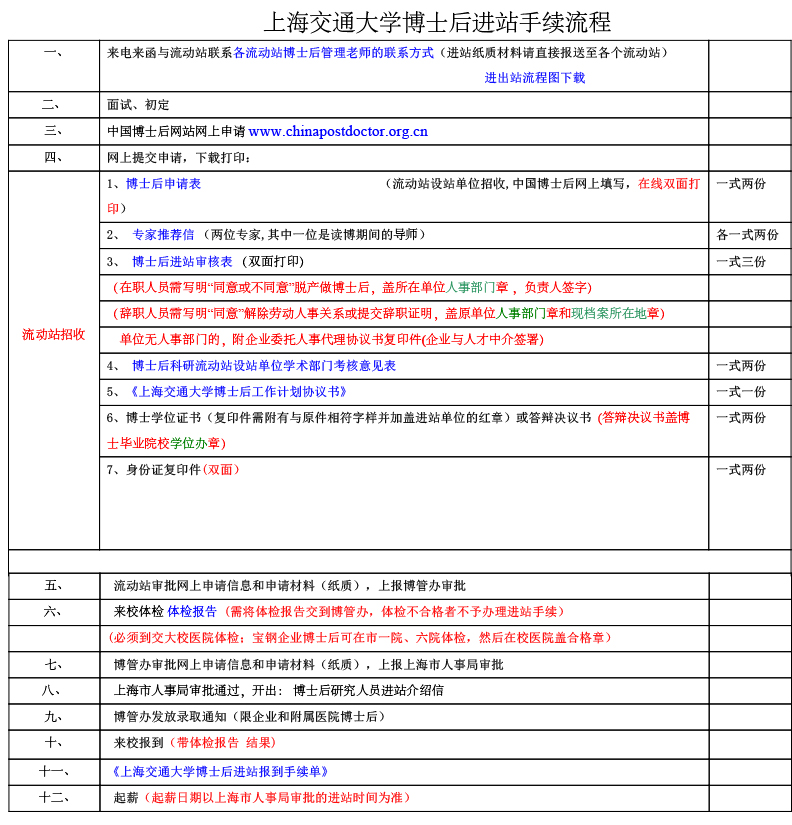 上海交通大学博士后进站手续流程
一、 来电来函与流动站联系各流动站博士后管理老师的联系方式（进站纸质材料请直接报送至各个流动站）
进出站流程图下载
二、 面试、初定
三、 中国博士后网站网上申请 www.chinapostdoctor.org.cn
四、 网上提交申请，下载打印：
流动站招收
1、博士后申请表 （流动站设站单位招收,中国博士后网上填写，在线双面打 一式两份
印）
2、 专家推荐信 （两位专家,其中一位是读博期间的导师） 各一式两份
3、 博士后进站审核表 (双面打印) 一式三份
(在职人员需写明“同意或不同意”脱产做博士后，盖所在单位人事部门章 ，负责人签字)
(辞职人员需写明“同意”解除劳动人事关系或提交辞职证明，盖原单位人事部门章和现档案所在地章)
单位无人事部门的，附企业委托人事代理协议书复印件(企业与人才中介签署)
4、 博士后科研流动站设站单位学术部门考核意见表 一式两份
5、《上海交通大学博士后工作计划协议书》 一式一份
6、博士学位证书（复印件需附有与原件相符字样并加盖进站单位的红章）或答辩决议书 (答辩决议书盖博 一式两份
士毕业院校学位办章)
7、身份证复印件(双面） 一式两份
五、 流动站审批网上申请信息和申请材料（纸质），上报博管办审批
六、 来校体检 体检报告 (需将体检报告交到博管办，体检不合格者不予办理进站手续）
(必须到交大校医院体检；宝钢企业博士后可在市一院、六院体检，然后在校医院盖合格章）
七、 博管办审批网上申请信息和申请材料（纸质），上报上海市人事局审批
八、 上海市人事局审批通过，开出： 博士后研究人员进站介绍信
九、 博管办发放录取通知（限企业和附属医院博士后）
十、 来校报到（带体检报告 结果）
十一、 《上海交通大学博士后进站报到手续单》
十二、 起薪（起薪日期以上海市人事局审批的进站时间为准）